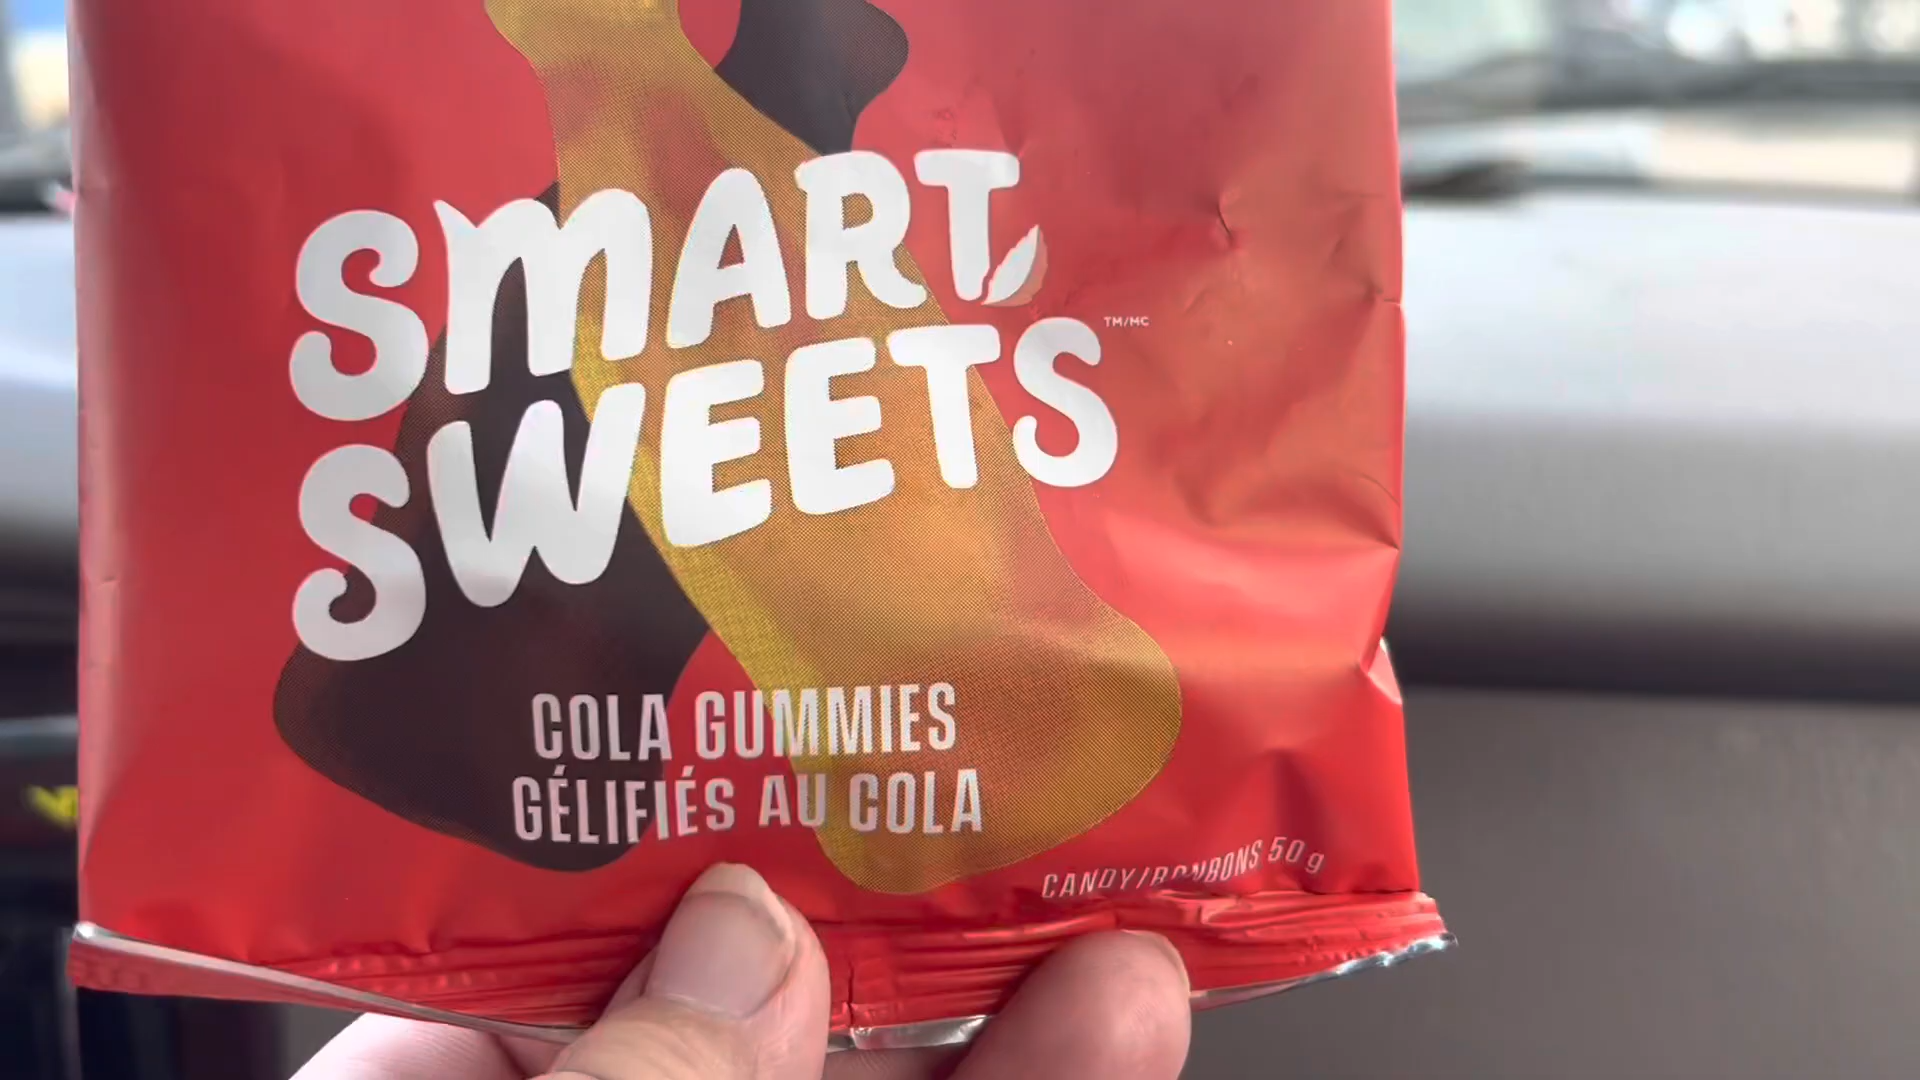 SMART
SWEETS TM/MC
COLA GUMMIES
GÉLIFIÉS AU COLA
CANDY/BONBONS 50 g